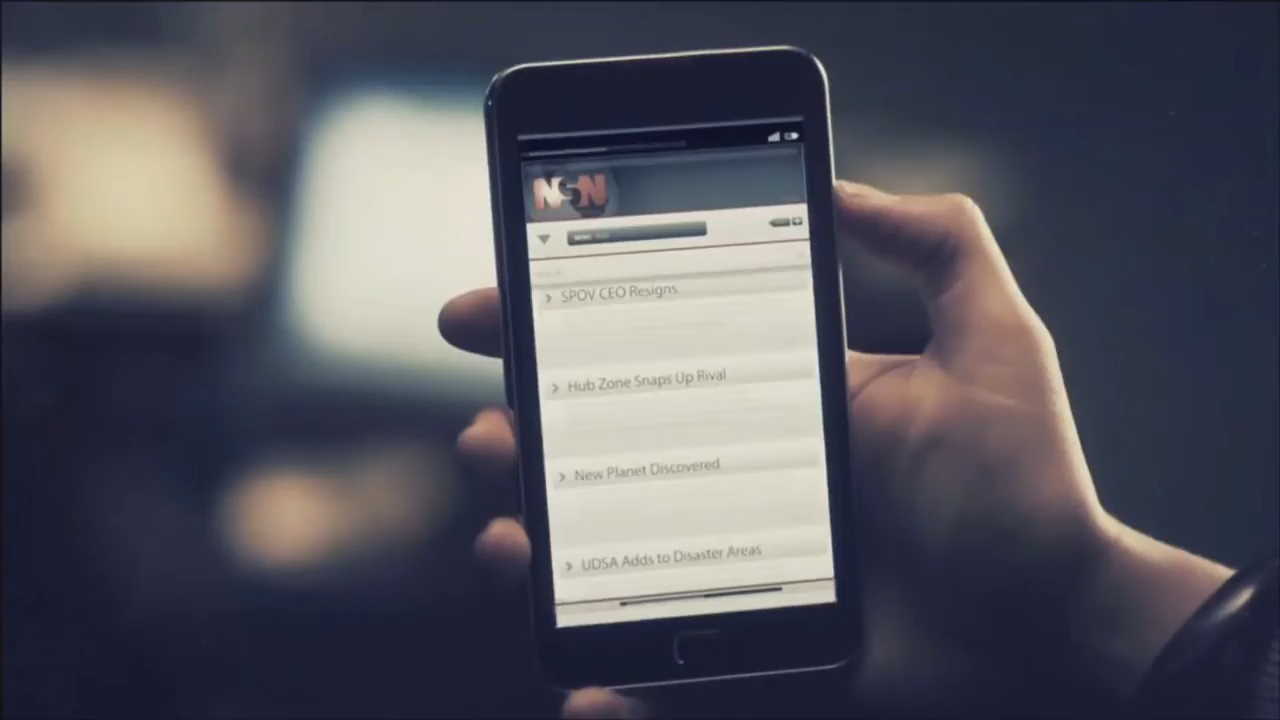 NSN
NEWS
SPOV CEO Resigns
Hub Zone Snaps Up Rival
New Planet Discovered
UDSA Adds to Disaster Areas